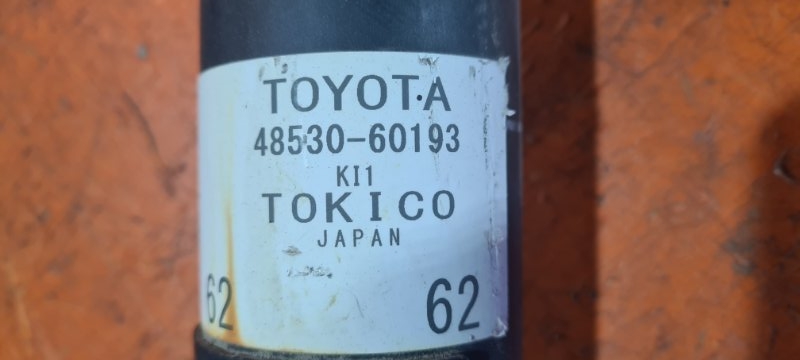 TOYOTA
48530-60193
KI1
TOKICO
JAPAN
62 62